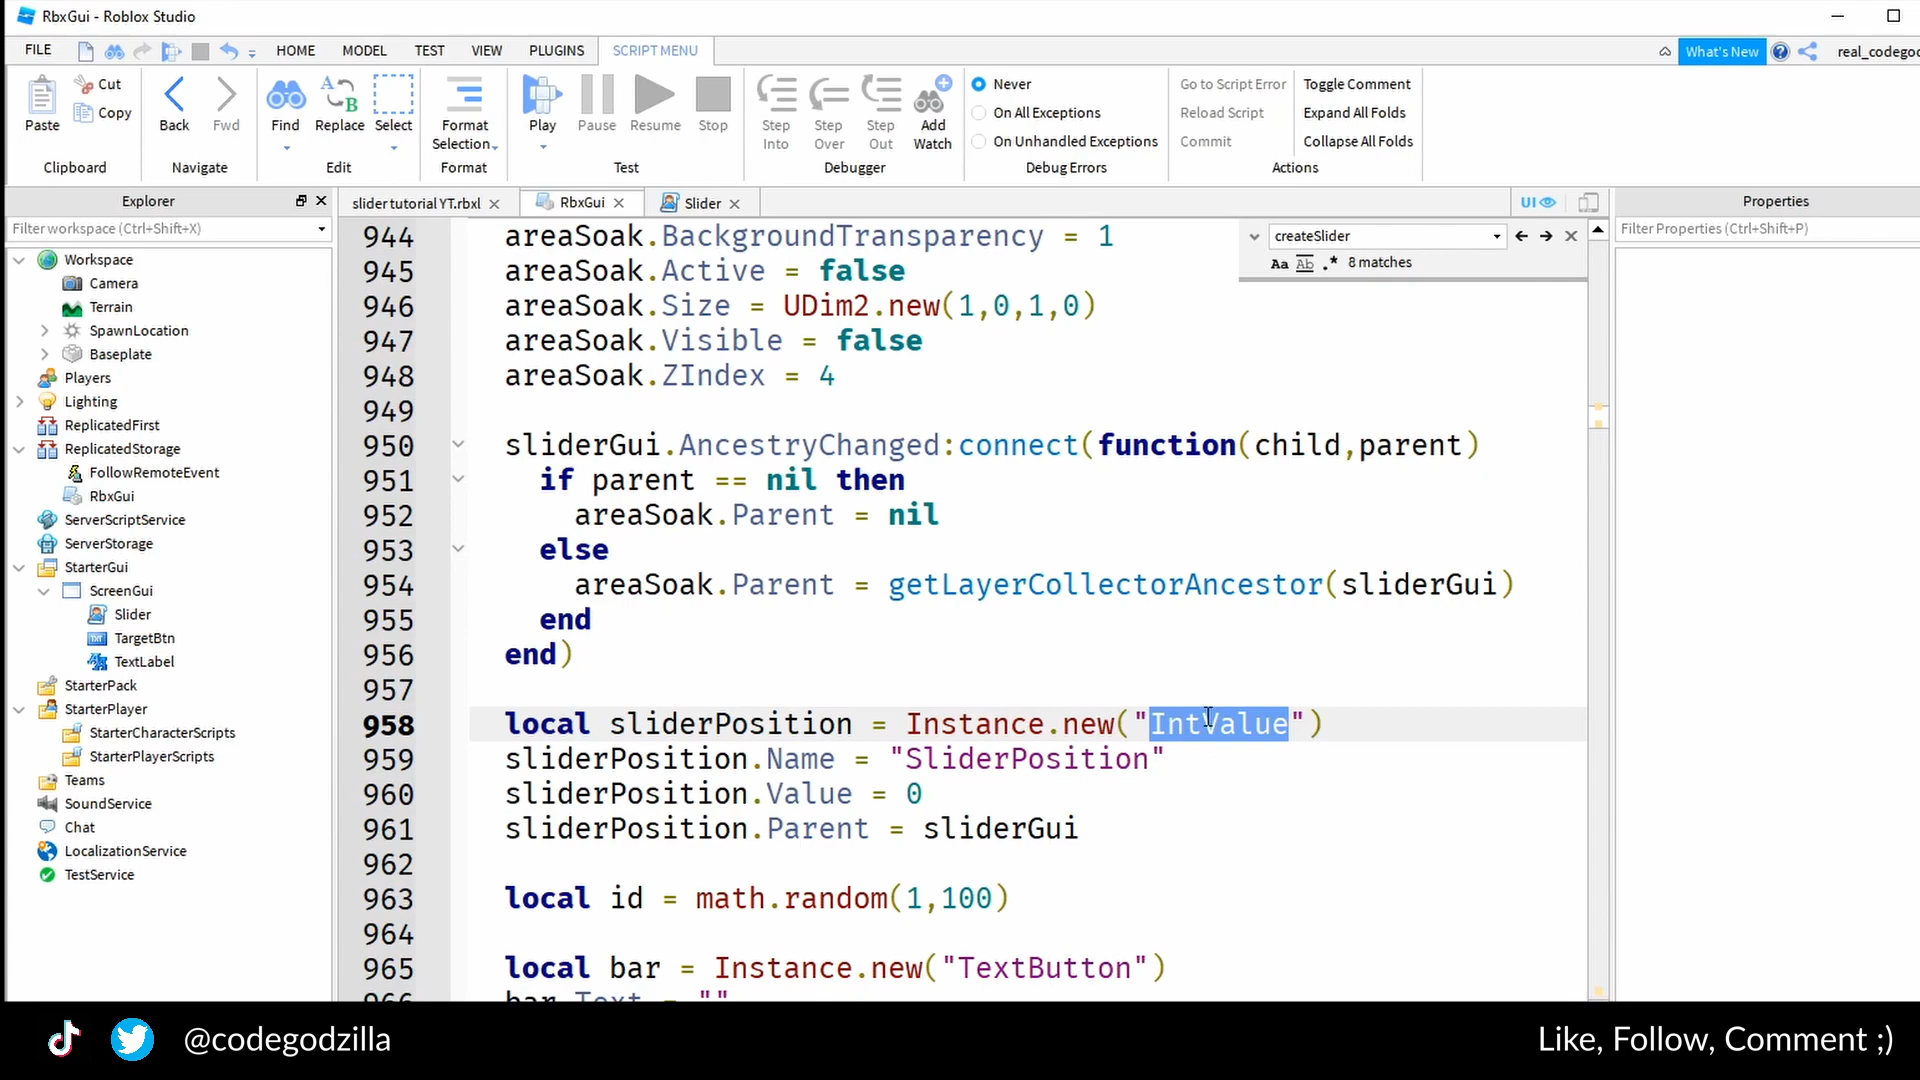 RbxGui - Roblox Studio
FILE
HOME
MODEL
TEST
VIEW
PLUGINS
SCRIPT MENU
What's New
real_codego
Paste
Cut
Copy
Clipboard
Back
Fwd
Navigate
Find
Replace
Select
Edit
Format
Selection
Format
Play
Pause
Resume
Stop
Test
Step
Into
Step
Over
Step
Out
Add
Watch
Debugger
Never
On All Exceptions
On Unhandled Exceptions
Debug Errors
Go to Script Error
Reload Script
Commit
Toggle Comment
Expand All Folds
Collapse All Folds
Actions
Explorer
Filter workspace (Ctrl+Shift+X)
Workspace
Camera
Terrain
SpawnLocation
Baseplate
Players
Lighting
ReplicatedFirst
ReplicatedStorage
FollowRemoteEvent
RbxGui
ServerScriptService
ServerStorage
StarterGui
ScreenGui
Slider
TargetBtn
TextLabel
StarterPack
StarterPlayer
StarterCharacterScripts
StarterPlayerScripts
Teams
SoundService
Chat
LocalizationService
TestService
slider tutorial YT.rbxl
RbxGui
Slider
UI
createSlider
Aa Ab .* 8 matches
944 areaSoak.BackgroundTransparency = 1
945 areaSoak.Active = false
946 areaSoak.Size = UDim2.new(1,0,1,0)
947 areaSoak.Visible = false
948 areaSoak.ZIndex = 4
949
950 sliderGui.AncestryChanged:connect(function(child,parent)
951 if parent == nil then
952 areaSoak.Parent = nil
953 else
954 areaSoak.Parent = getLayerCollectorAncestor(sliderGui)
955 end
956 end)
957
958 local sliderPosition = Instance.new("IntValue")
959 sliderPosition.Name = "SliderPosition"
960 sliderPosition.Value = 0
961 sliderPosition.Parent = sliderGui
962
963 local id = math.random(1,100)
964
965 local bar = Instance.new("TextButton")
966 bar.Text = ""
Properties
Filter Properties (Ctrl+Shift+P)
@codegodzilla
Like, Follow, Comment ;)